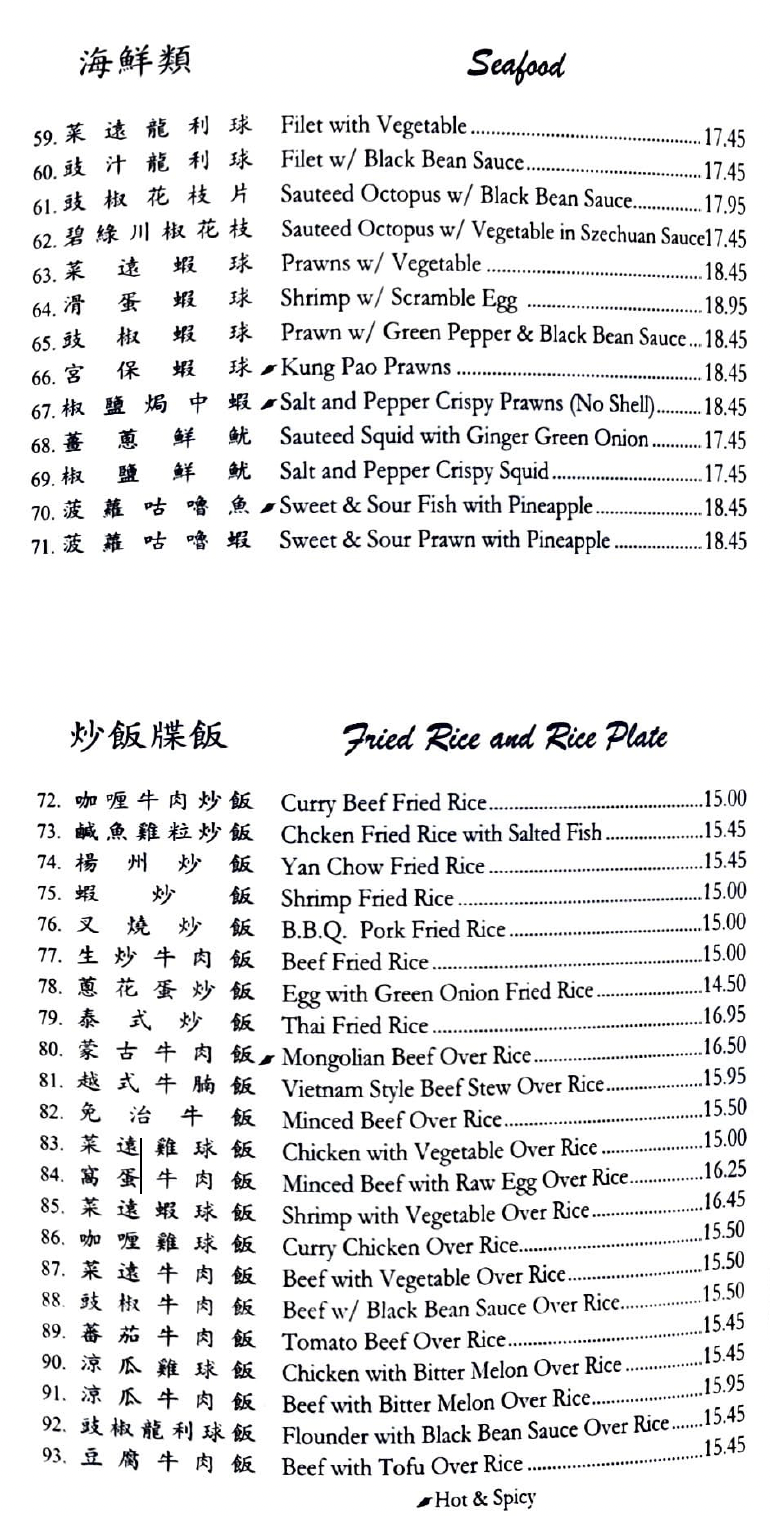 海鮮類 Seafood
59. 菜遠龍利球 Filet with Vegetable 17.45
60. 豉汁龍利球 Filet w/ Black Bean Sauce 17.45
61. 豉椒花枝片 Sauteed Octopus w/ Black Bean Sauce 17.95
62. 碧綠川椒花枝 Sauteed Octopus w/ Vegetable in Szechuan Sauce 17.45
63. 菜遠蝦球 Prawns w/ Vegetable 18.45
64. 滑蛋蝦球 Shrimp w/ Scramble Egg 18.95
65. 豉椒蝦球 Prawn w/ Green Pepper & Black Bean Sauce 18.45
66. 宮保蝦球 Kung Pao Prawns 18.45
67. 椒鹽焗中蝦 Salt and Pepper Crispy Prawns (No Shell) 18.45
68. 薑蔥鮮魷 Sauteed Squid with Ginger Green Onion 17.45
69. 椒鹽鮮魷 Salt and Pepper Crispy Squid 17.45
70. 菠蘿咕嚕魚 Sweet & Sour Fish with Pineapple 18.45
71. 菠蘿咕嚕蝦 Sweet & Sour Prawn with Pineapple 18.45
炒飯牒飯 Fried Rice and Rice Plate
72. 咖喱牛肉炒飯 Curry Beef Fried Rice 15.00
73. 鹹魚雞粒炒飯 Chcken Fried Rice with Salted Fish 15.45
74. 楊州炒飯 Yan Chow Fried Rice 15.45
75. 蝦炒飯 Shrimp Fried Rice 15.00
76. 叉燒炒飯 B.B.Q. Pork Fried Rice 15.00
77. 生炒牛肉飯 Beef Fried Rice 15.00
78. 蔥花蛋炒飯 Egg with Green Onion Fried Rice 14.50
79. 泰式炒飯 Thai Fried Rice 16.95
80. 蒙古牛肉飯 Mongolian Beef Over Rice 16.50
81. 越式牛腩飯 Vietnam Style Beef Stew Over Rice 15.95
82. 免治牛飯 Minced Beef Over Rice 15.50
83. 菜遠雞球飯 Chicken with Vegetable Over Rice 15.00
84. 窩蛋牛肉飯 Minced Beef with Raw Egg Over Rice 16.25
85. 菜遠蝦球飯 Shrimp with Vegetable Over Rice 16.45
86. 咖喱雞球飯 Curry Chicken Over Rice 15.50
87. 菜遠牛肉飯 Beef with Vegetable Over Rice 15.50
88. 豉椒牛肉飯 Beef w/ Black Bean Sauce Over Rice 15.50
89. 蕃茄牛肉飯 Tomato Beef Over Rice 15.45
90. 涼瓜雞球飯 Chicken with Bitter Melon Over Rice 15.45
91. 涼瓜牛肉飯 Beef with Bitter Melon Over Rice 15.95
92. 豉椒龍利球飯 Flounder with Black Bean Sauce Over Rice 15.45
93. 豆腐牛肉飯 Beef with Tofu Over Rice 15.45
Hot & Spicy